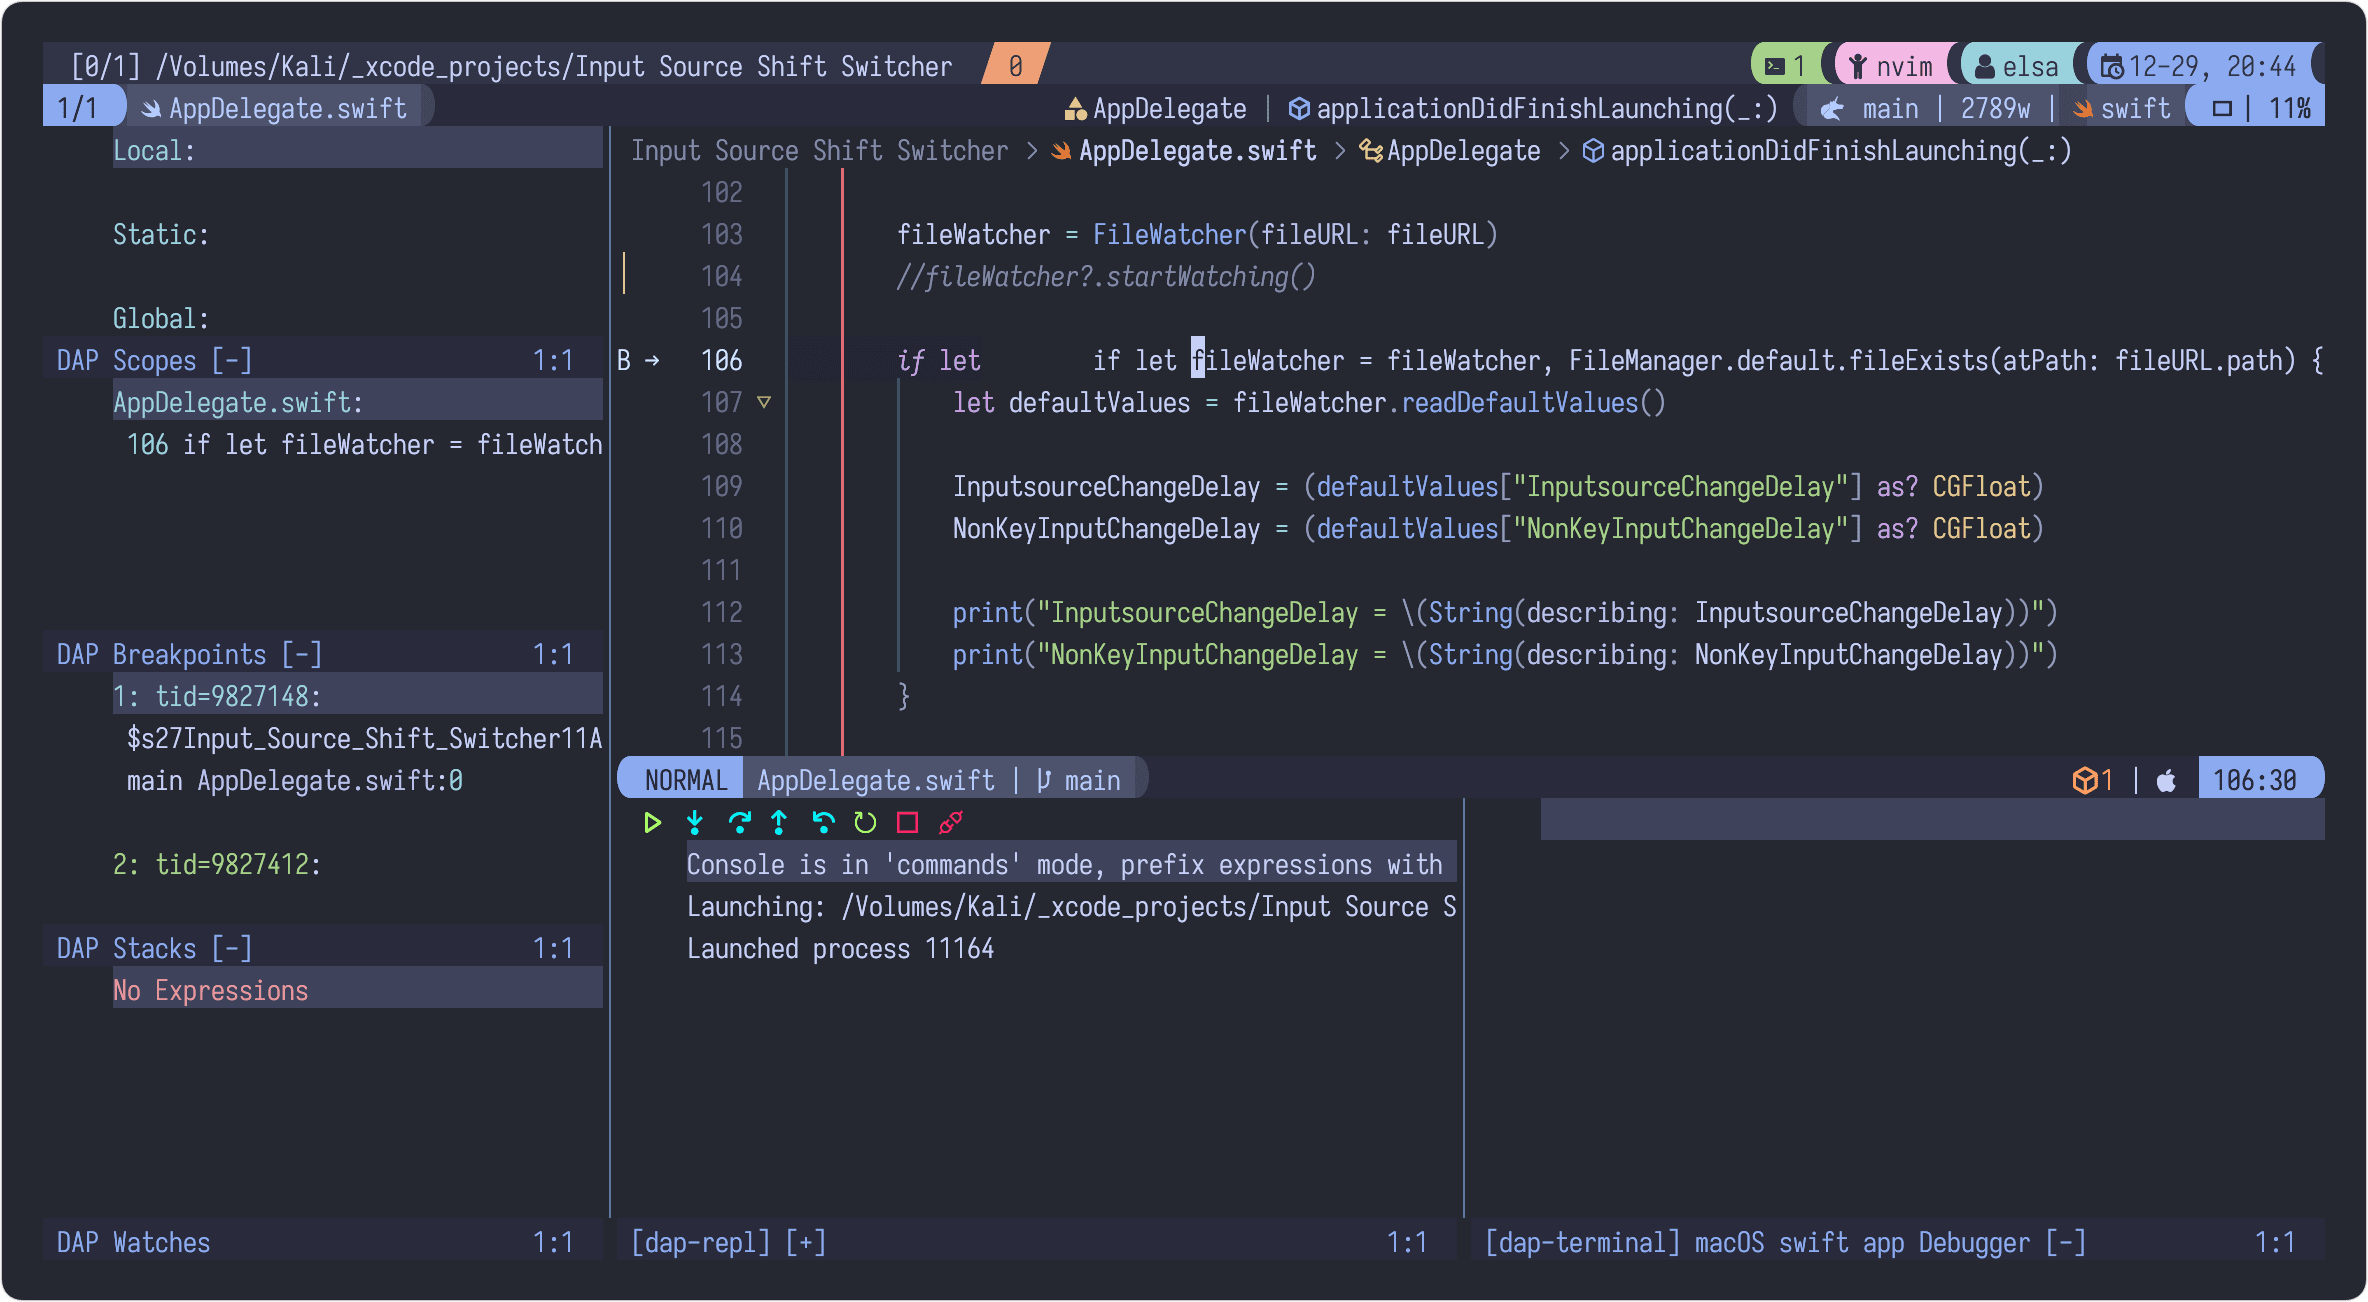 [0/1] /Volumes/Kali/_xcode_projects/Input Source Shift Switcher 0 1 nvim elsa 12-29, 20:44
1/1 AppDelegate.swift AppDelegate | applicationDidFinishLaunching(_:) main | 2789w | swift | 11%
Local:
Static:
Global:
DAP Scopes [-] 1:1
AppDelegate.swift:
106 if let fileWatcher = fileWatch
DAP Breakpoints [-] 1:1
1: tid=9827148:
$s27Input_Source_Shift_Switcher11A
main AppDelegate.swift:0
2: tid=9827412:
DAP Stacks [-] 1:1
No Expressions
DAP Watches 1:1
Input Source Shift Switcher > AppDelegate.swift > AppDelegate > applicationDidFinishLaunching(_:)
102
103 fileWatcher = FileWatcher(fileURL: fileURL)
104 //fileWatcher?.startWatching()
105
B → 106 if let if let fileWatcher = fileWatcher, FileManager.default.fileExists(atPath: fileURL.path) {
107 let defaultValues = fileWatcher.readDefaultValues()
108
109 InputsourceChangeDelay = (defaultValues["InputsourceChangeDelay"] as? CGFloat)
110 NonKeyInputChangeDelay = (defaultValues["NonKeyInputChangeDelay"] as? CGFloat)
111
112 print("InputsourceChangeDelay = \(String(describing: InputsourceChangeDelay))")
113 print("NonKeyInputChangeDelay = \(String(describing: NonKeyInputChangeDelay))")
114 }
115
NORMAL AppDelegate.swift | main 1 | 106:30
Console is in 'commands' mode, prefix expressions with
Launching: /Volumes/Kali/_xcode_projects/Input Source S
Launched process 11164
[dap-repl] [+] 1:1
[dap-terminal] macOS swift app Debugger [-] 1:1